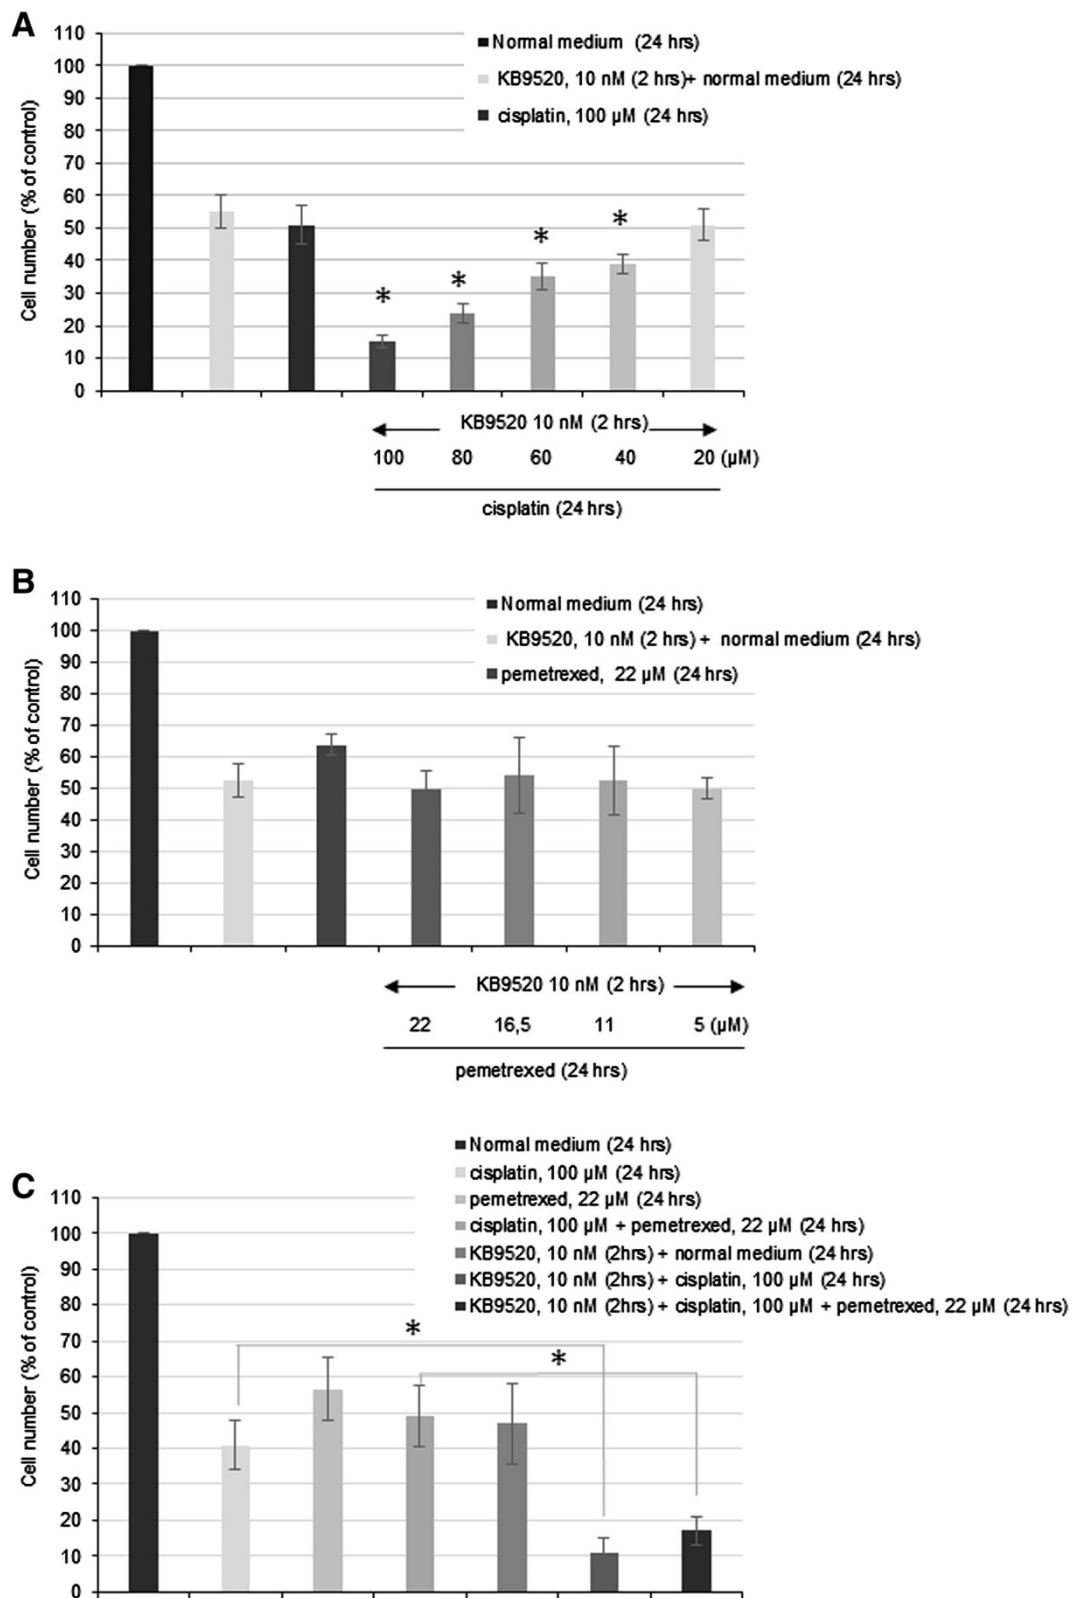 A
110
100
90
80
70
60
50
40
30
20
10
0
Cell number (% of control)
Normal medium (24 hrs)
KB9520, 10 nM (2 hrs)+ normal medium (24 hrs)
cisplatin, 100 µM (24 hrs)
* * * *
KB9520 10 nM (2 hrs)
100 80 60 40 20 (µM)
cisplatin (24 hrs)
B
110
100
90
80
70
60
50
40
30
20
10
0
Cell number (% of control)
Normal medium (24 hrs)
KB9520, 10 nM (2 hrs) + normal medium (24 hrs)
pemetrexed, 22 µM (24 hrs)
KB9520 10 nM (2 hrs)
22 16,5 11 5 (µM)
pemetrexed (24 hrs)
C
110
100
90
80
70
60
50
40
30
20
10
0
Cell number (% of control)
Normal medium (24 hrs)
cisplatin, 100 µM (24 hrs)
pemetrexed, 22 µM (24 hrs)
cisplatin, 100 µM + pemetrexed, 22 µM (24 hrs)
KB9520, 10 nM (2hrs) + normal medium (24 hrs)
KB9520, 10 nM (2hrs) + cisplatin, 100 µM (24 hrs)
KB9520, 10 nM (2hrs) + cisplatin, 100 µM + pemetrexed, 22 µM (24 hrs)
*
*